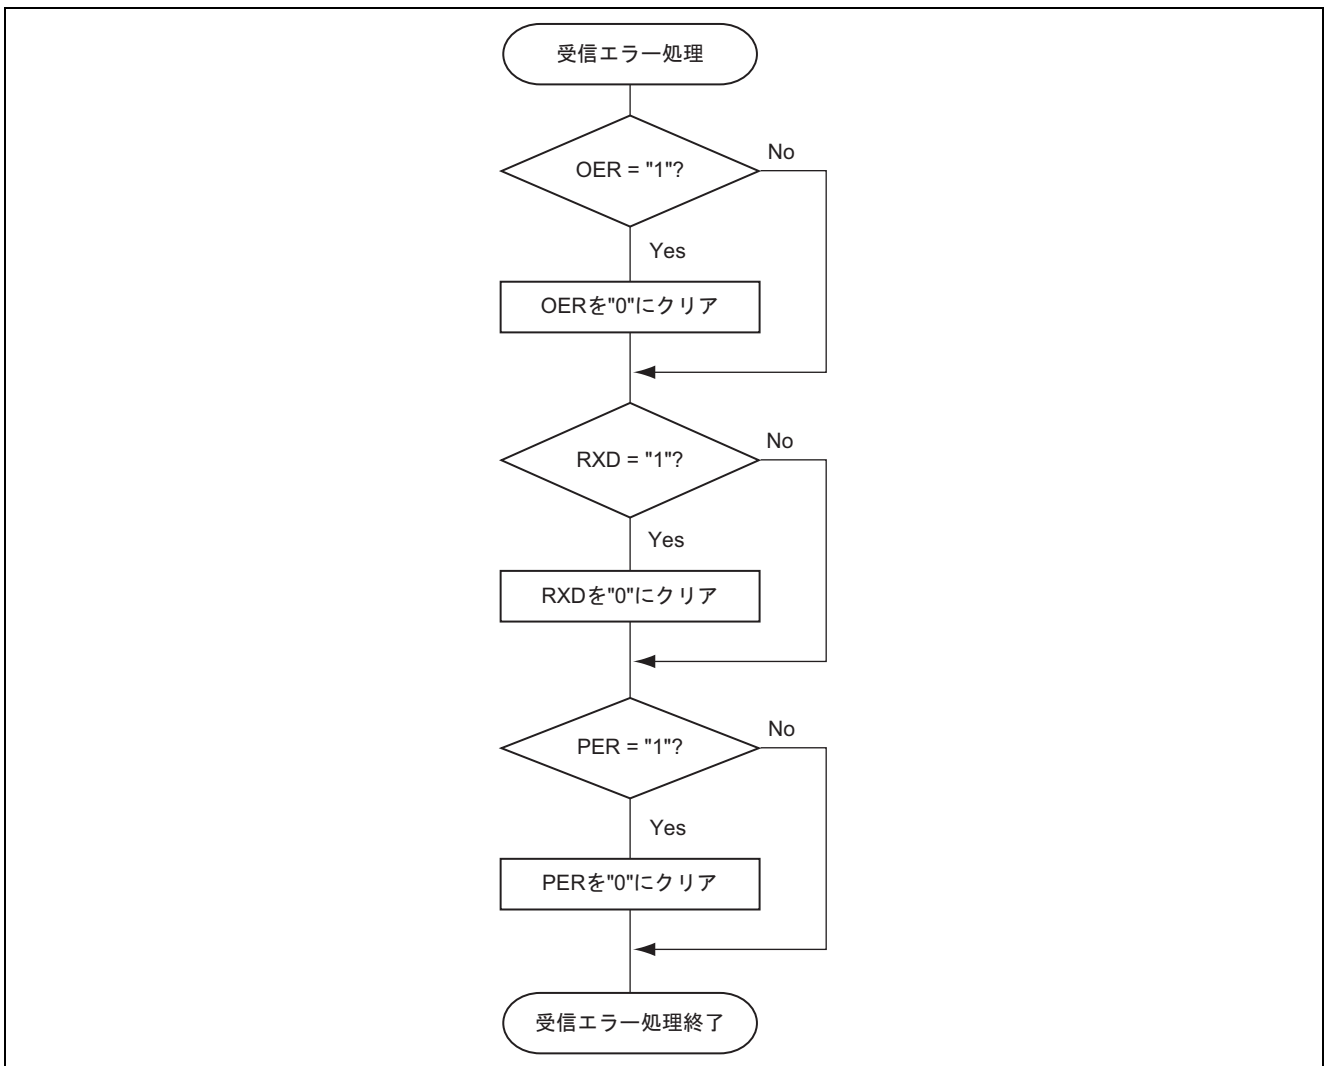 受信エラー処理
OER = "1"?
No
Yes
OERを"0"にクリア
RXD = "1"?
No
Yes
RXDを"0"にクリア
PER = "1"?
No
Yes
PERを"0"にクリア
受信エラー処理終了